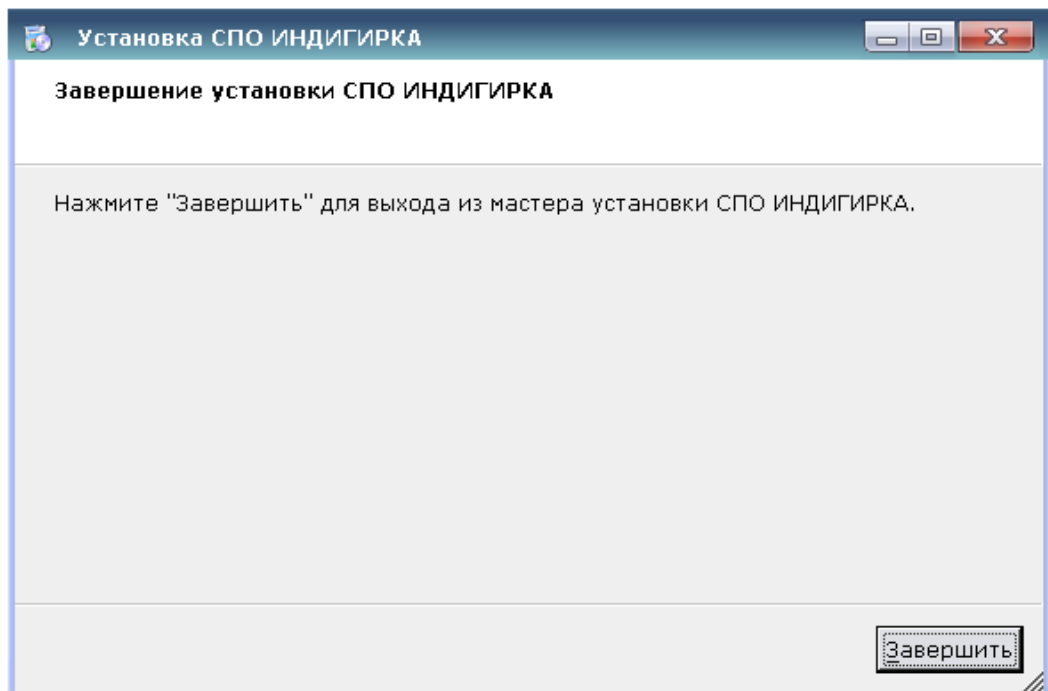 Установка СПО ИНДИГИРКА
Завершение установки СПО ИНДИГИРКА
Нажмите "Завершить" для выхода из мастера установки СПО ИНДИГИРКА.
Завершить